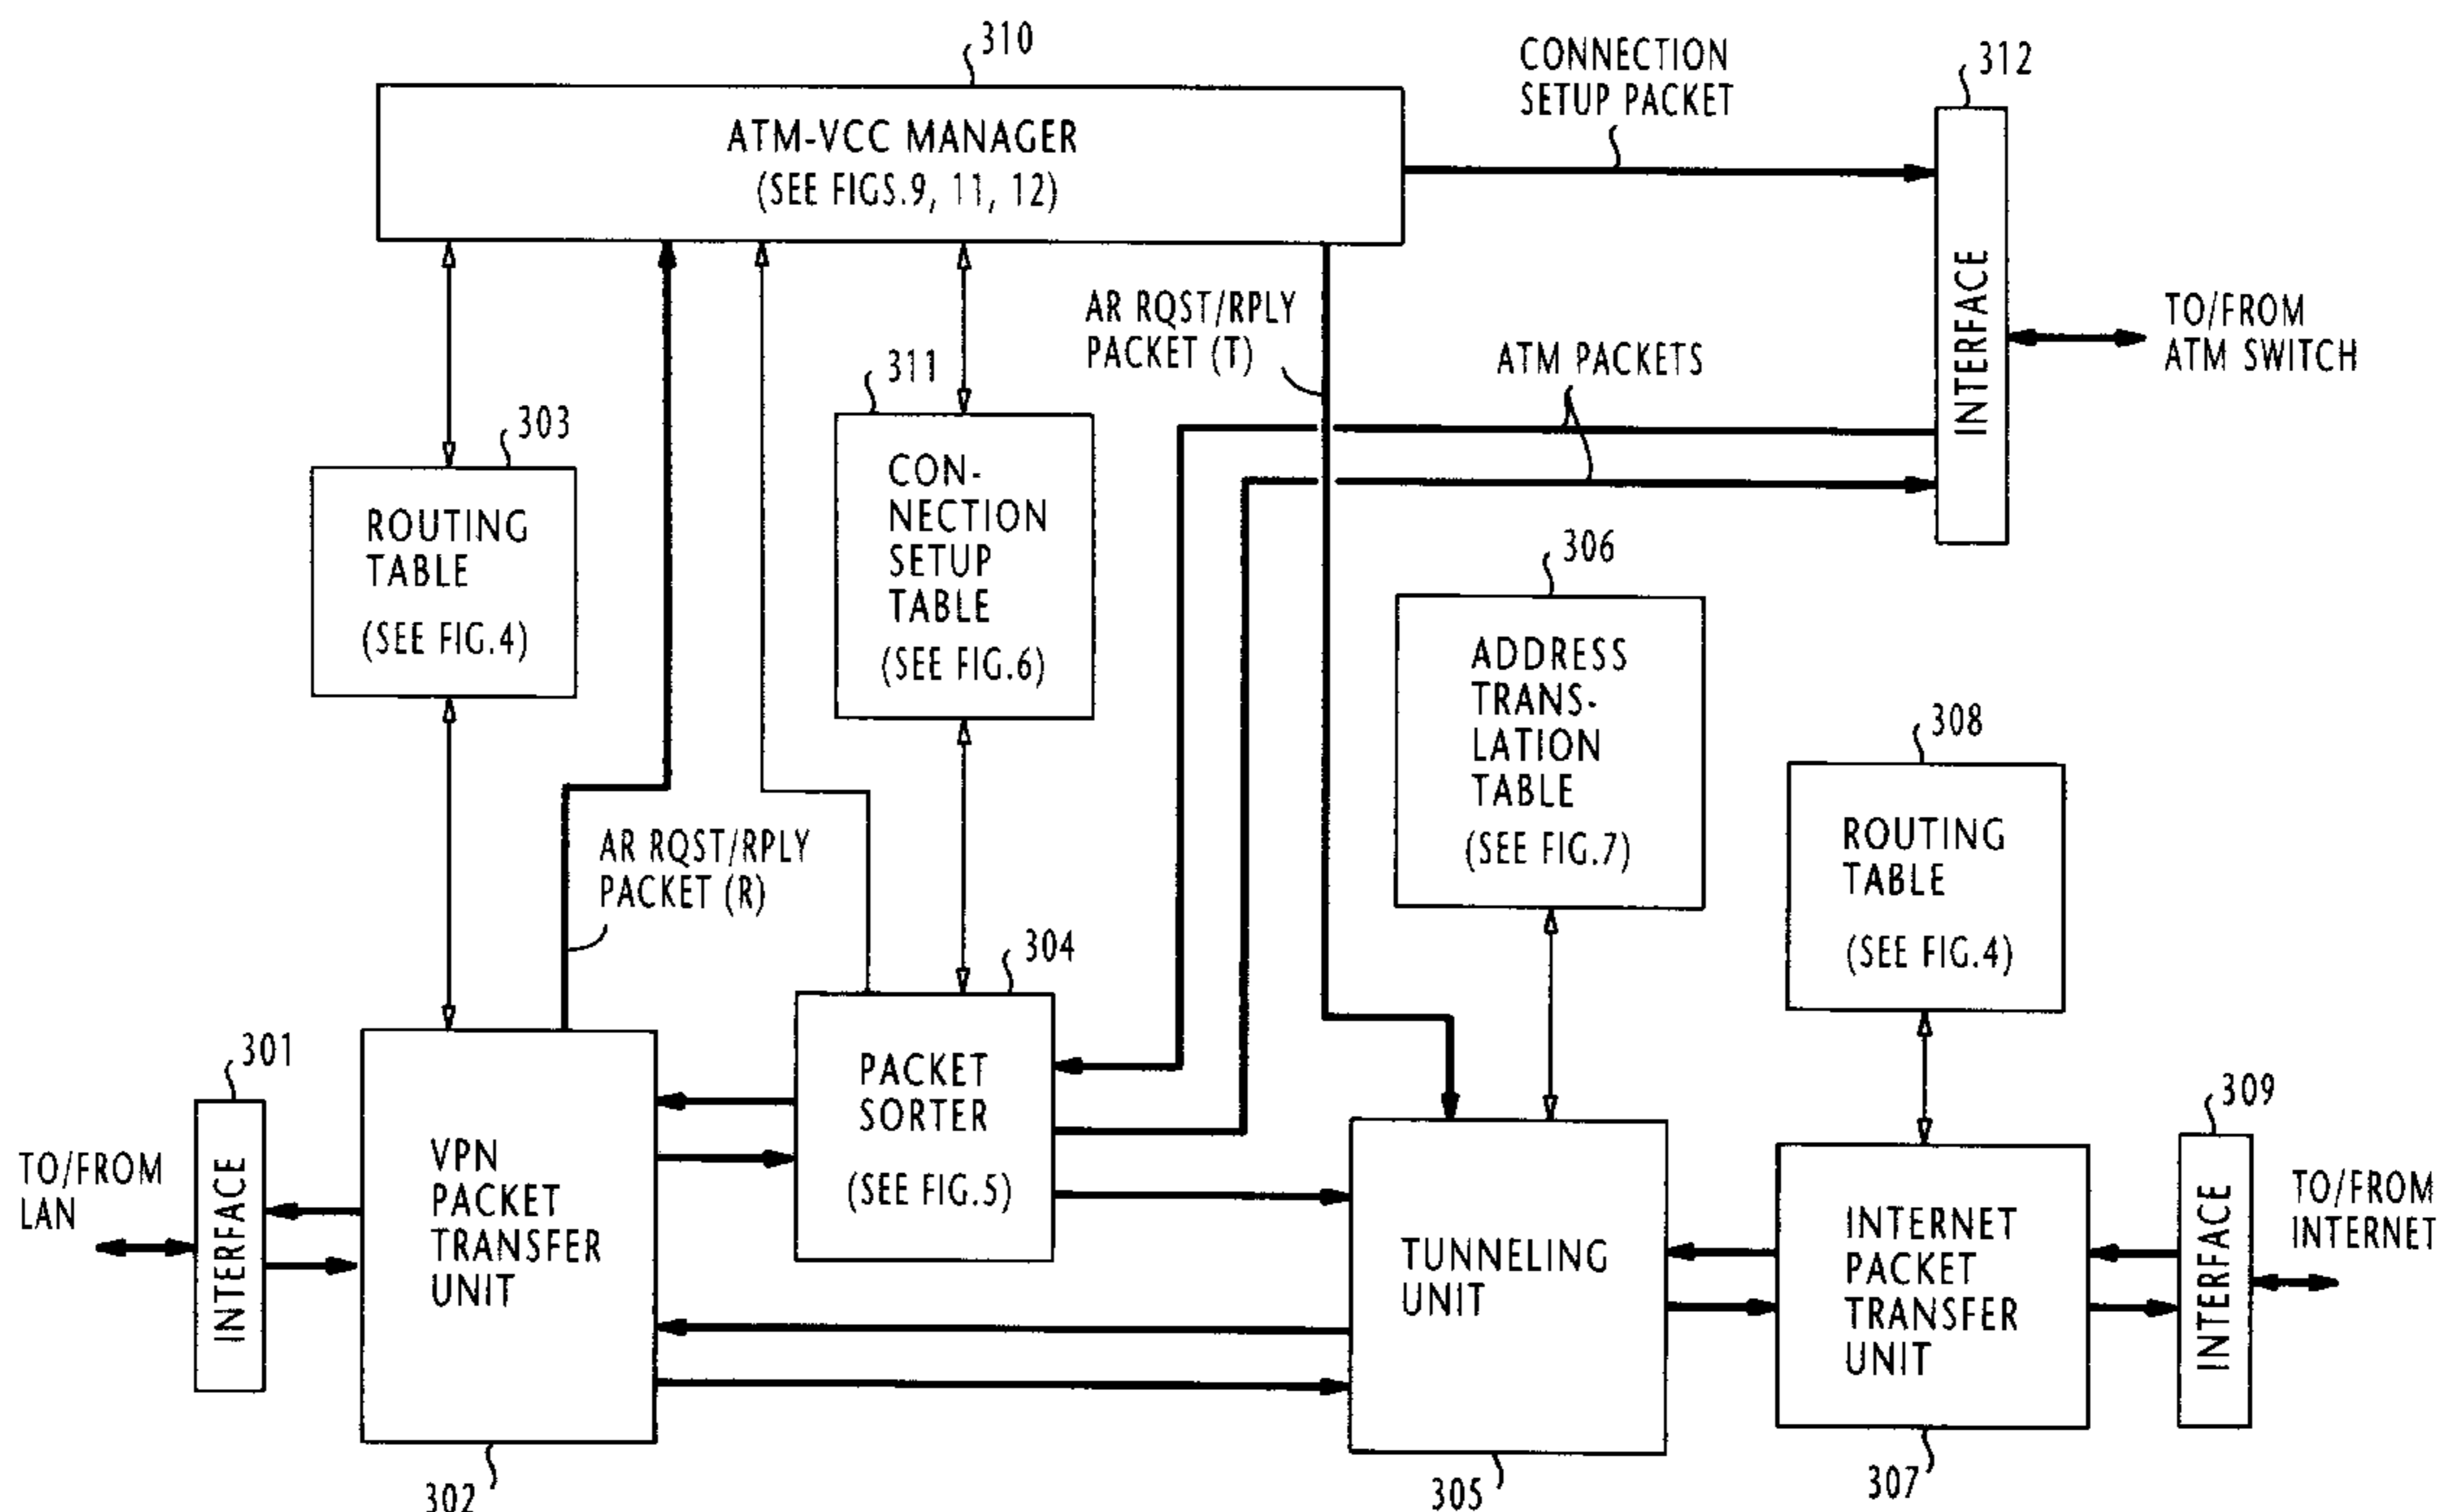 310
CONNECTION
SETUP PACKET
312
ATM-VCC MANAGER
(SEE FIGS.9, 11, 12)
INTERFACE
TO/FROM
ATM SWITCH
AR RQST/RPLY
PACKET (T)
ATM PACKETS
311
CON-
NECTION
SETUP
TABLE
(SEE FIG.6)
303
ROUTING
TABLE
(SEE FIG.4)
306
ADDRESS
TRANS-
LATION
TABLE
(SEE FIG.7)
308
ROUTING
TABLE
(SEE FIG.4)
AR RQST/RPLY
PACKET (R)
304
PACKET
SORTER
(SEE FIG.5)
301
TO/FROM
LAN
INTERFACE
VPN
PACKET
TRANSFER
UNIT
302
TUNNELING
UNIT
305
INTERNET
PACKET
TRANSFER
UNIT
307
309
INTERFACE
TO/FROM
INTERNET